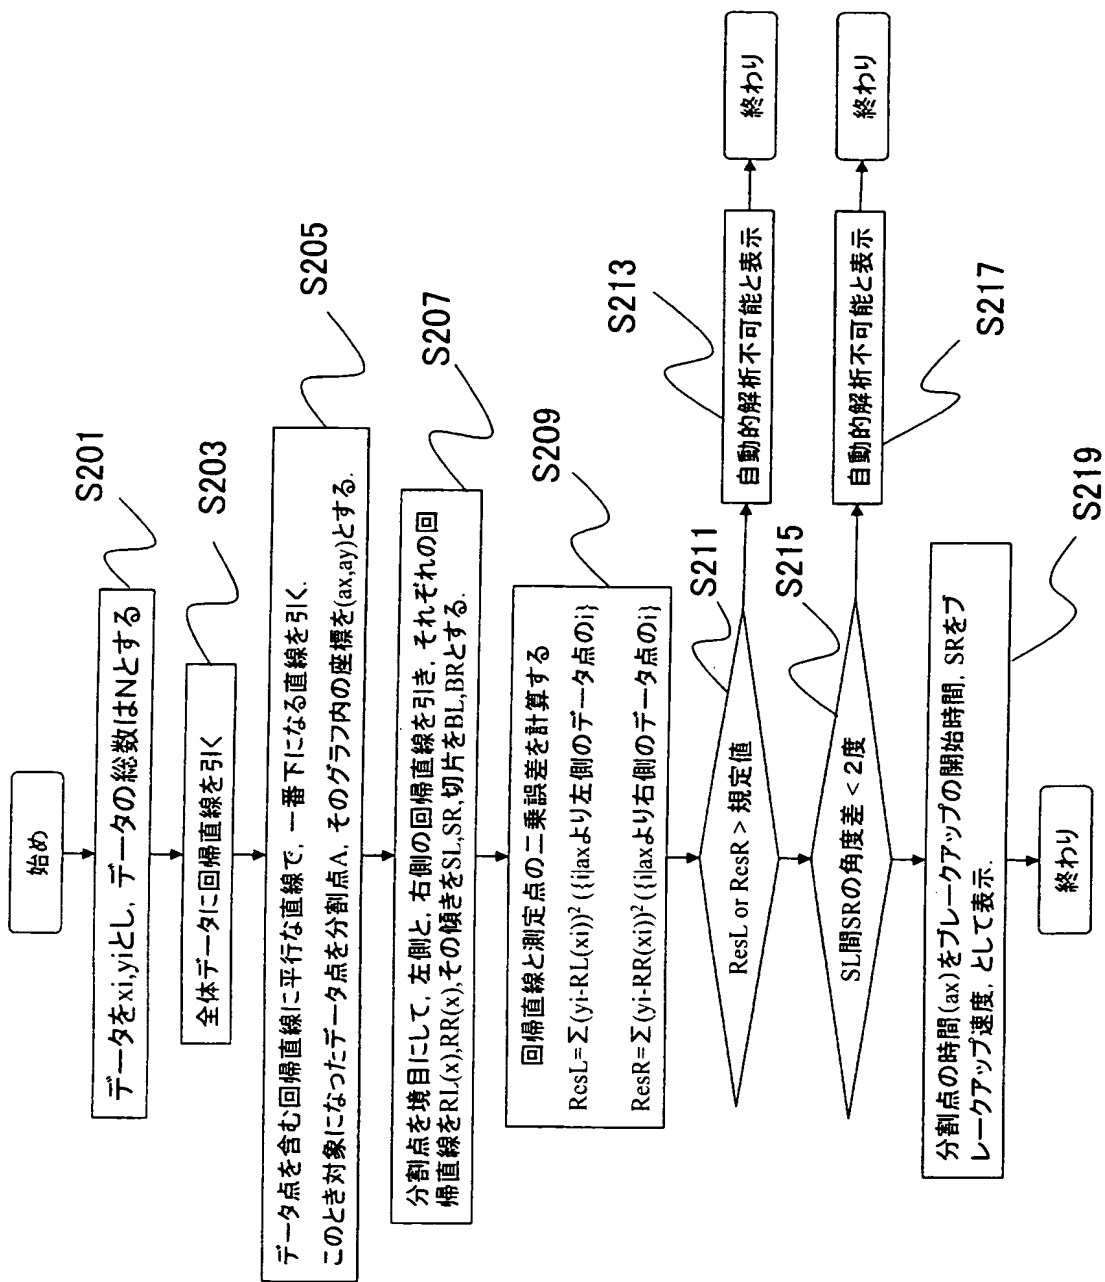 始め
S201
データをxi,yiとし, データの総数はNとする
S203
全体データに回帰直線を引く
S205
データ点を含む回帰直線に平行な直線で, 一番下になる直線を引く.
このとき対象になったデータ点を分割点A, そのグラフ内の座標を(ax,ay)とする.
S207
分割点を境目にして, 左側と, 右側の回帰直線を引き, それぞれの回
帰直線をRL(x),RR(x),その傾きをSL,SR,切片をBL,BRとする.
S209
回帰直線と測定点の二乗誤差を計算する
ResL=Σ(yi-RL(xi))² ({i|axより左側のデータ点のi}
ResR=Σ(yi-RR(xi))² ({i|axより右側のデータ点のi}
S211
ResL or ResR > 規定値
S213
自動的解析不可能と表示
終わり
S215
SL間SRの角度差 < 2度
S217
自動的解析不可能と表示
終わり
S219
分割点の時間(ax)をブレークアップの開始時間, SRをブ
レークアップ速度, として表示.
終わり